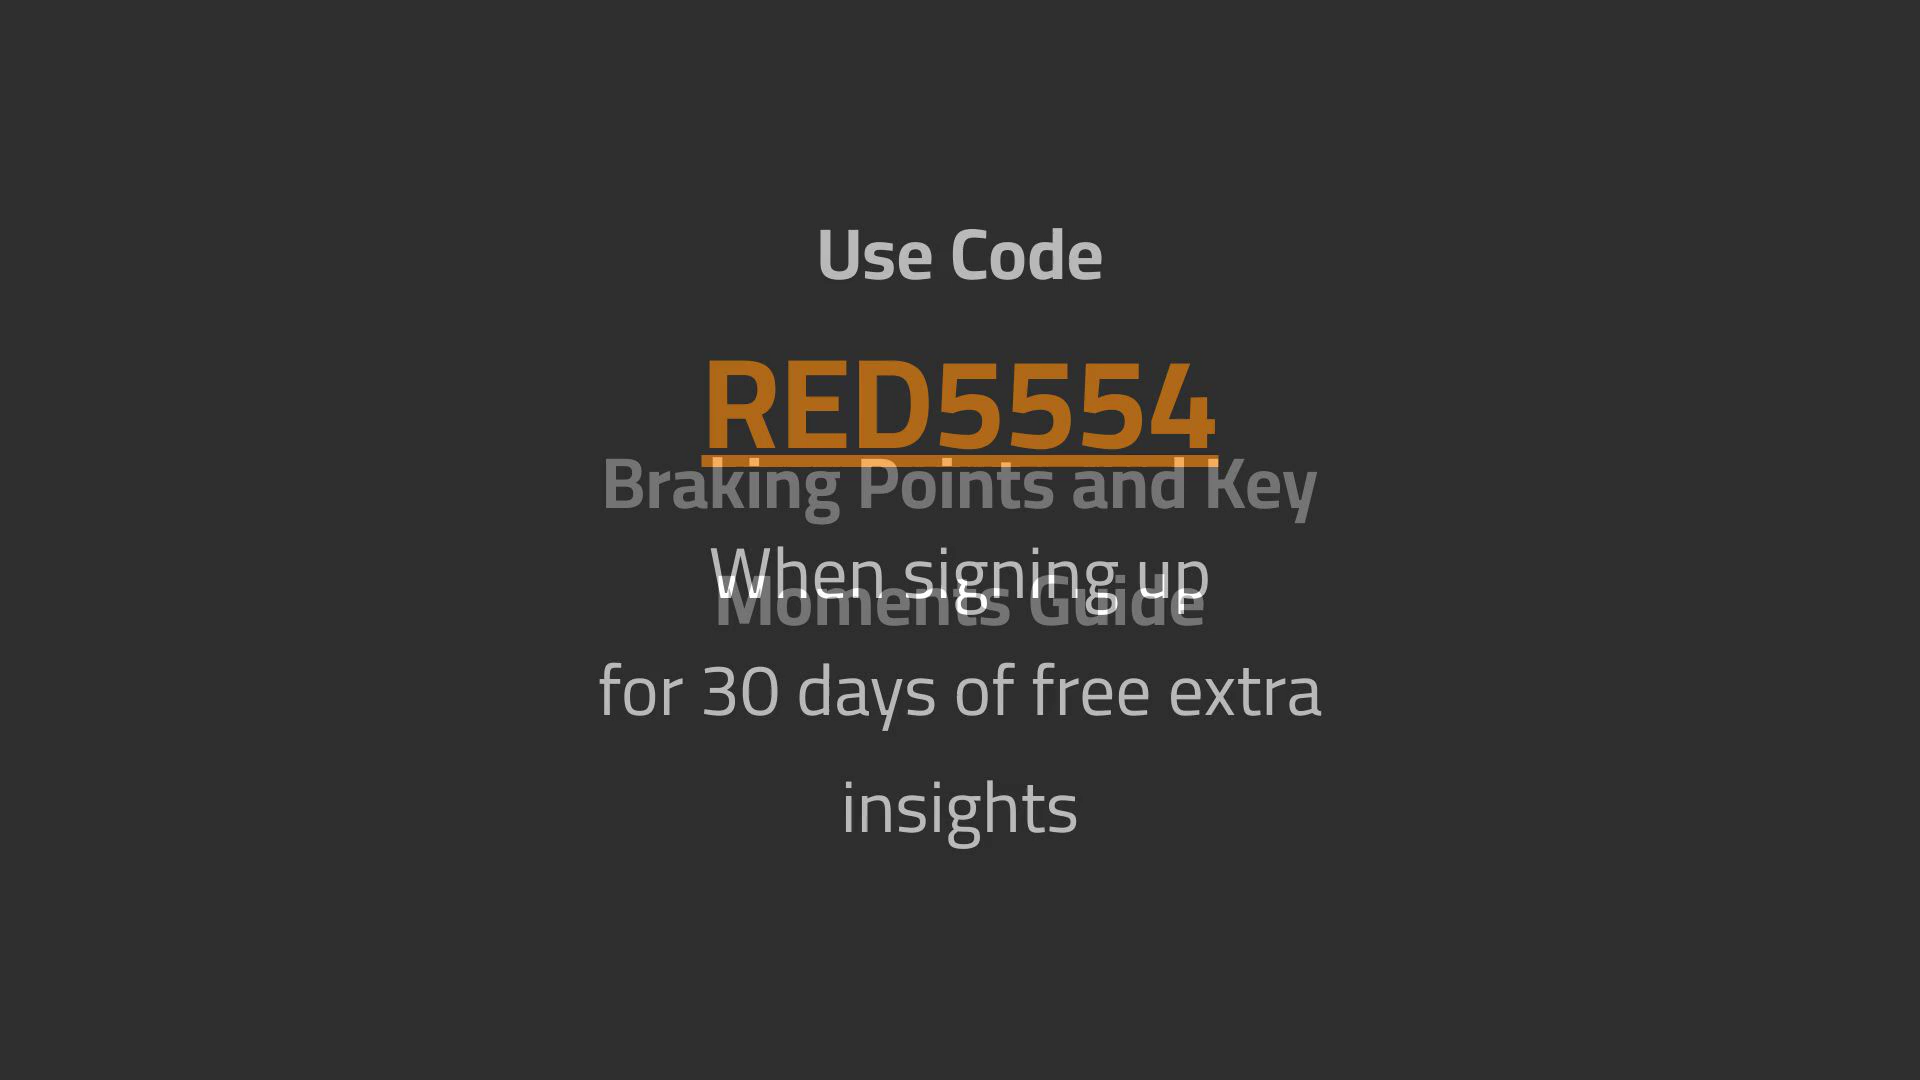 Use Code
RED5554
Braking Points and Key
When signing up
Moments Guide
for 30 days of free extra
insights